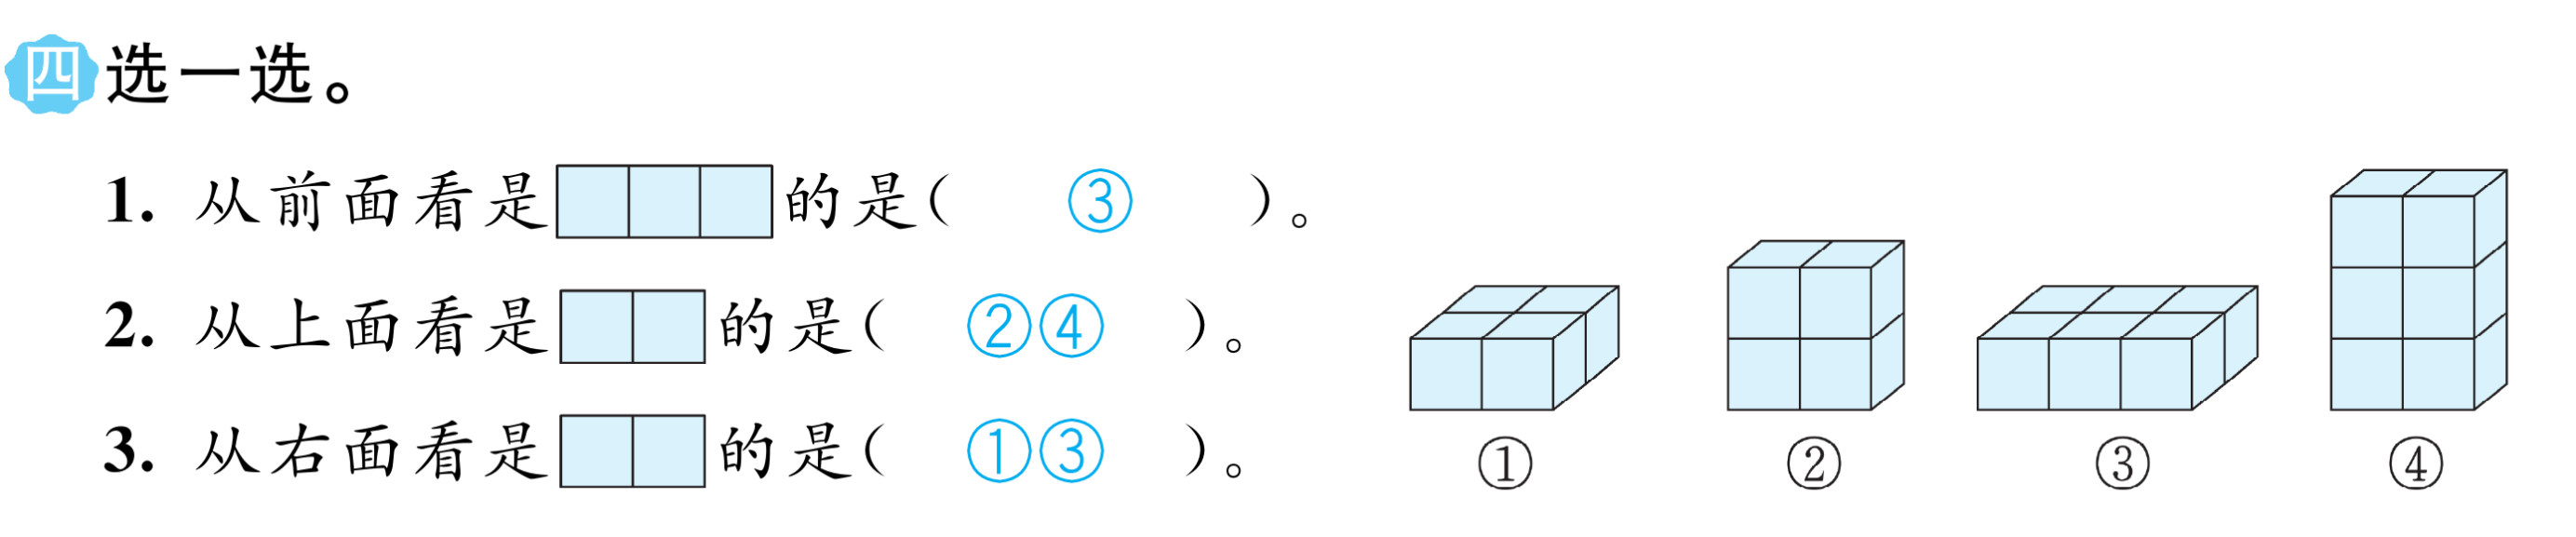 四 选一选。
1. 从前面看是的是( ③ )。
2. 从上面看是的是( ②④ )。
3. 从右面看是的是( ①③ )。
① ② ③ ④